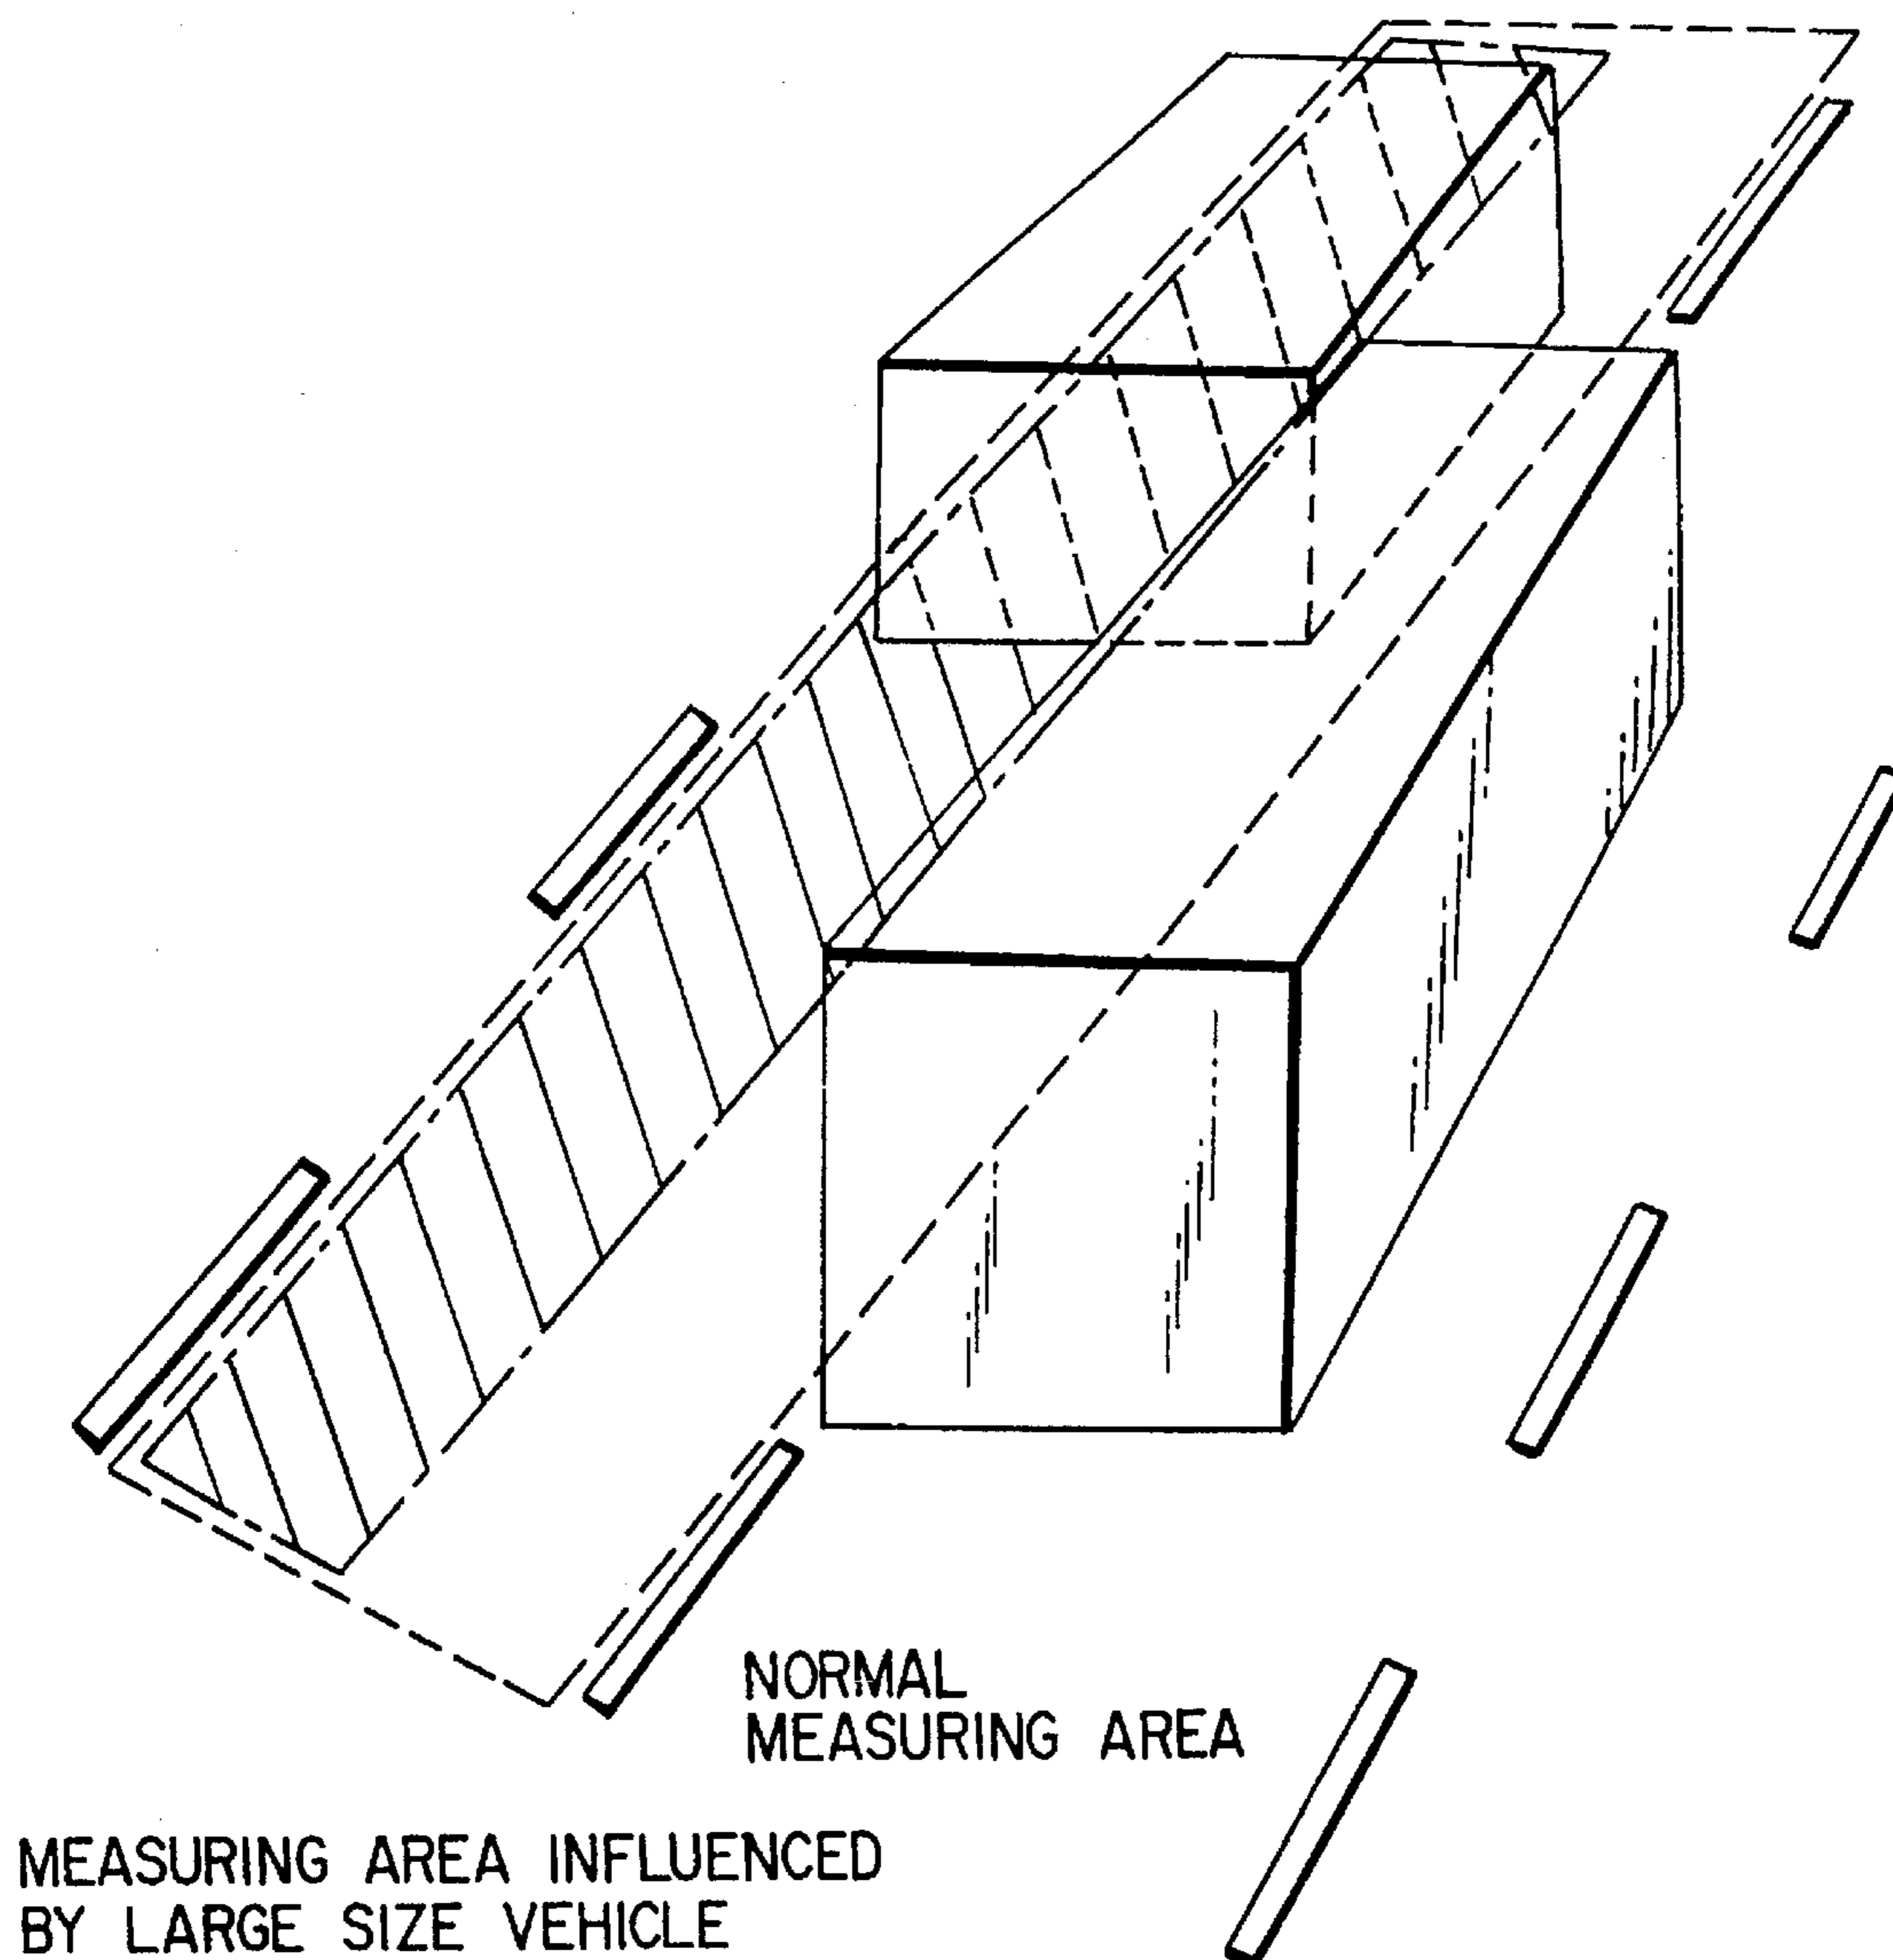 NORMAL
MEASURING AREA
MEASURING AREA INFLUENCED
BY LARGE SIZE VEHICLE